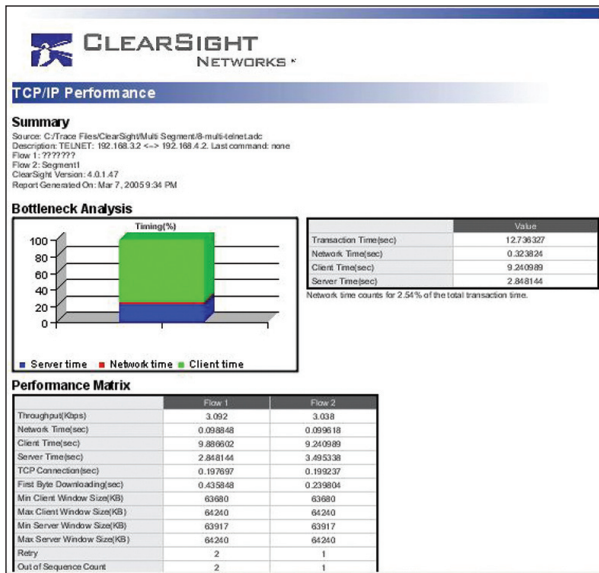 CLEARSIGHT
NETWORKS
TCP/IP Performance
Summary
Source: C:/Trace Files/ClearSight/Multi Segment/8-multi-telnet.adc
Description: TELNET: 192.168.3.2 <--> 192.168.4.2. Last command: none
Flow 1: ???????
Flow 2: Segment1
ClearSight Version: 4.0.1.47
Report Generated On: Mar 7, 2005 9:34 PM
Bottleneck Analysis
Timing(%)
100
80
60
40
20
0
Server time Network time Client time
Value
Transaction Time(sec) 12.736327
Network Time(sec) 0.323824
Client Time(sec) 9.240989
Server Time(sec) 2.848144
Network time counts for 2.54% of the total transaction time.
Performance Matrix
Flow 1 Flow 2
Throughput(Kbps) 3.092 3.038
Network Time(sec) 0.098848 0.099618
Client Time(sec) 9.886602 9.240989
Server Time(sec) 2.848144 3.495338
TCP Connection(sec) 0.197697 0.199237
First Byte Downloading(sec) 0.435848 0.239804
Min Client Window Size(KB) 63680 63680
Max Client Window Size(KB) 64240 64240
Min Server Window Size(KB) 63917 63917
Max Server Window Size(KB) 64240 64240
Retry 2 1
Out of Sequence Count 2 1